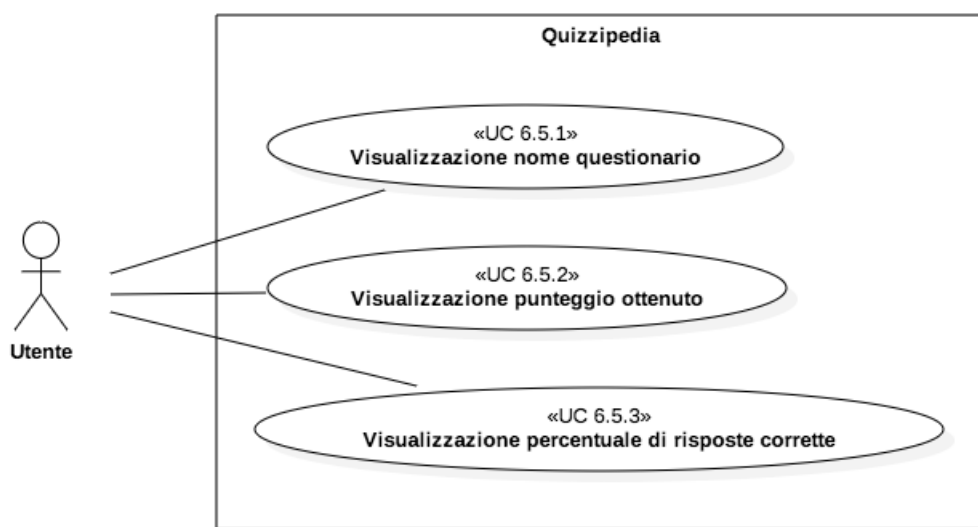 Quizzipedia
«UC 6.5.1»
Visualizzazione nome questionario
«UC 6.5.2»
Visualizzazione punteggio ottenuto
Utente
«UC 6.5.3»
Visualizzazione percentuale di risposte corrette